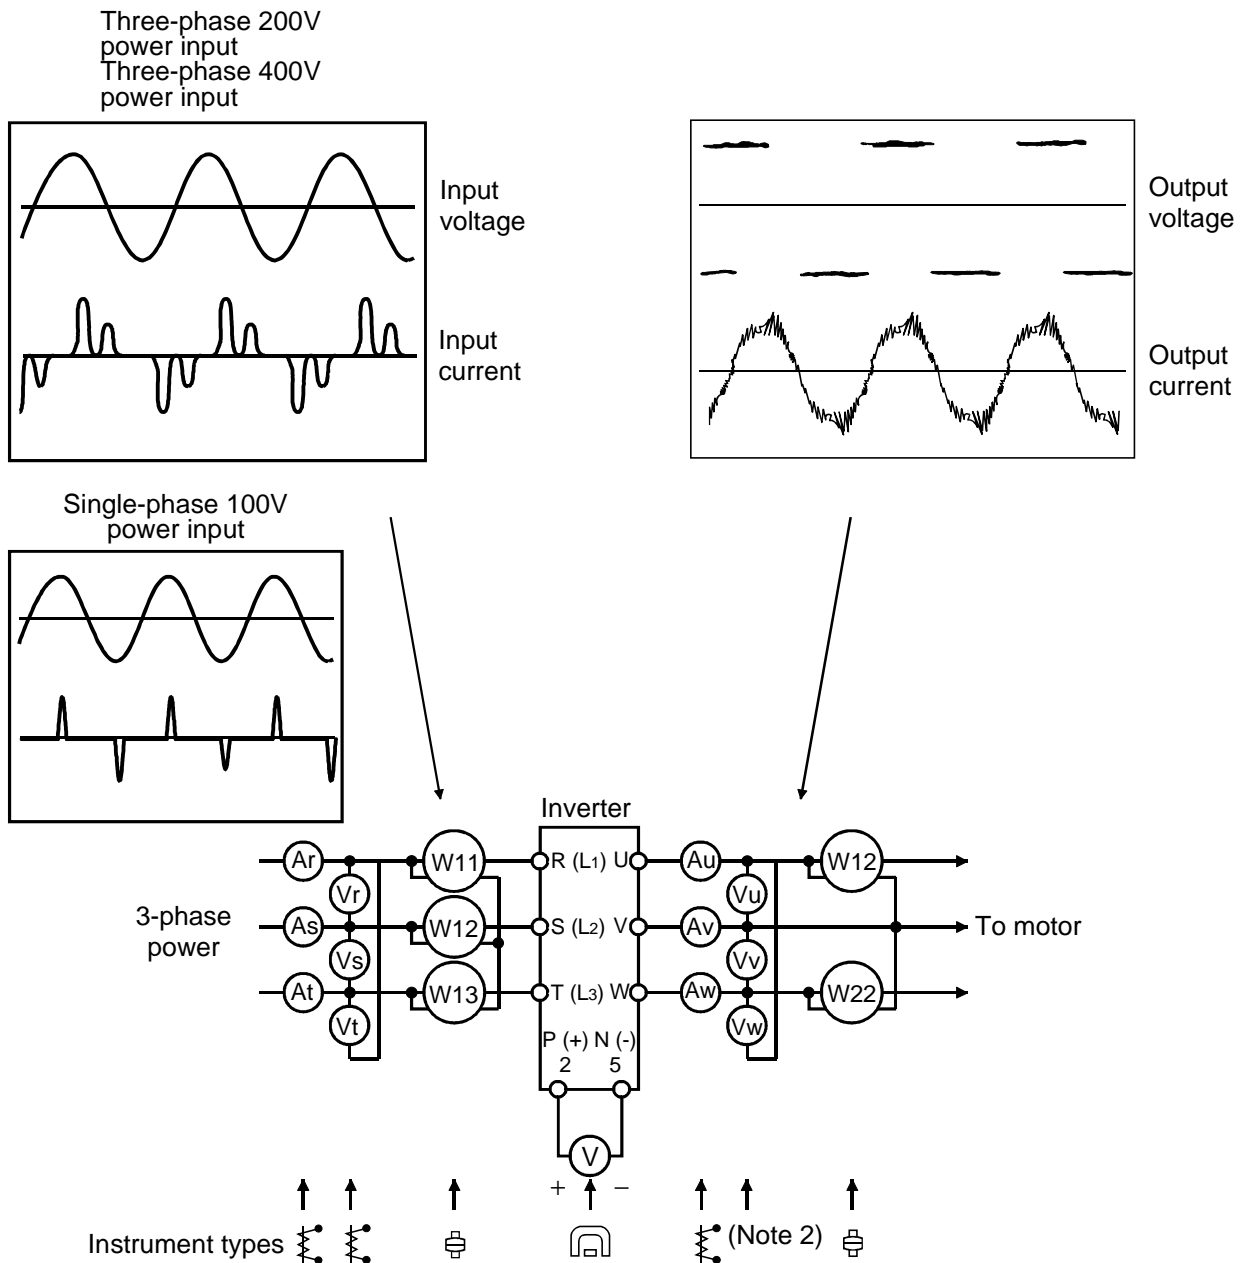 Three-phase 200V
power input
Three-phase 400V
power input
Input
voltage
Input
current
Output
voltage
Output
current
Single-phase 100V
power input
Inverter
Ar
Vr
W11
R (L1) U
Au
Vu
W12
3-phase
power
As
Vs
W12
S (L2) V
Av
Vv
To motor
At
Vt
W13
T (L3) W
Aw
Vw
W22
P (+) N (-)
2 5
V
+ −
Instrument types
(Note 2)